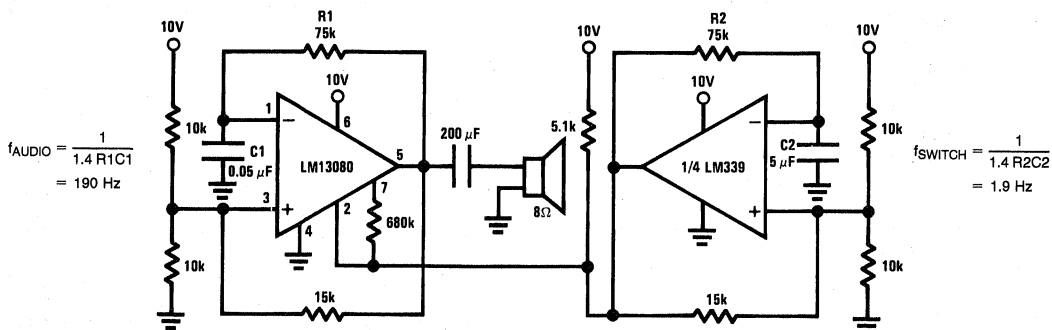 R1
75k
10V
10V
1
6
10k
C1
0.05 μF
LM13080
5
3
7
2
4
680k
10k
15k
fAUDIO = 1 / 1.4 R1C1
= 190 Hz
200 μF
8Ω
10V
5.1k
R2
75k
10V
10V
1/4 LM339
C2
5 μF
10k
10k
15k
fSWITCH = 1 / 1.4 R2C2
= 1.9 Hz
−
+
−
+